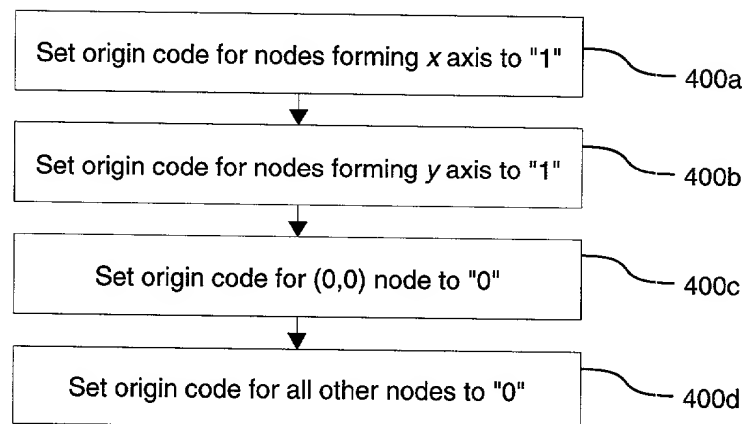 Set origin code for nodes forming x axis to "1"
400a
Set origin code for nodes forming y axis to "1"
400b
Set origin code for (0,0) node to "0"
400c
Set origin code for all other nodes to "0"
400d